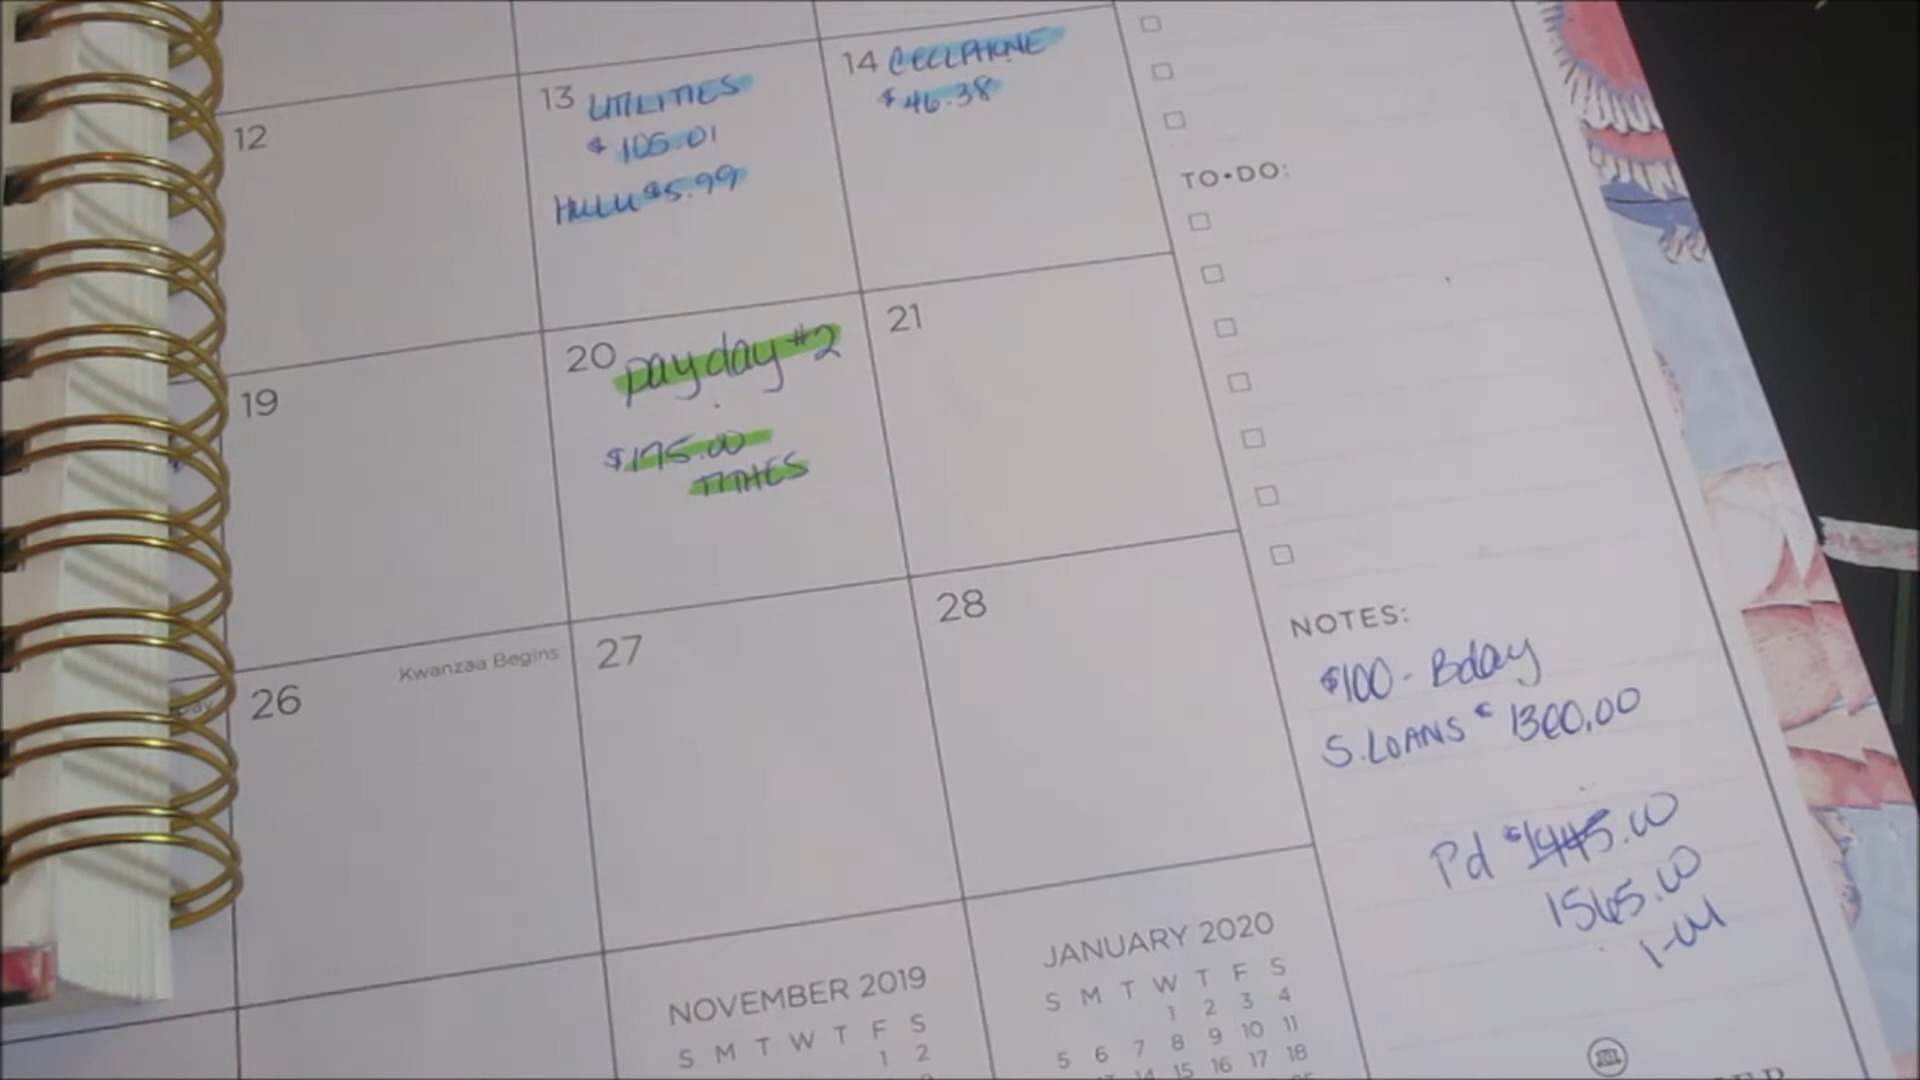 12
13 UTILITIES
$105.01
HULU $5.99
14 CELLPHONE
$46.38
19
20 payday #2
$175.00
TITHES
21
26 Kwanzaa Begins
27
28
NOVEMBER 2019
S M T W T F S
1 2
JANUARY 2020
S M T W T F S
1 2 3 4
5 6 7 8 9 10 11
14 15 16 17 18
TO•DO:
NOTES:
$100 - Bday
S.LOANS $1300.00
Pd $1445.00
1565.00